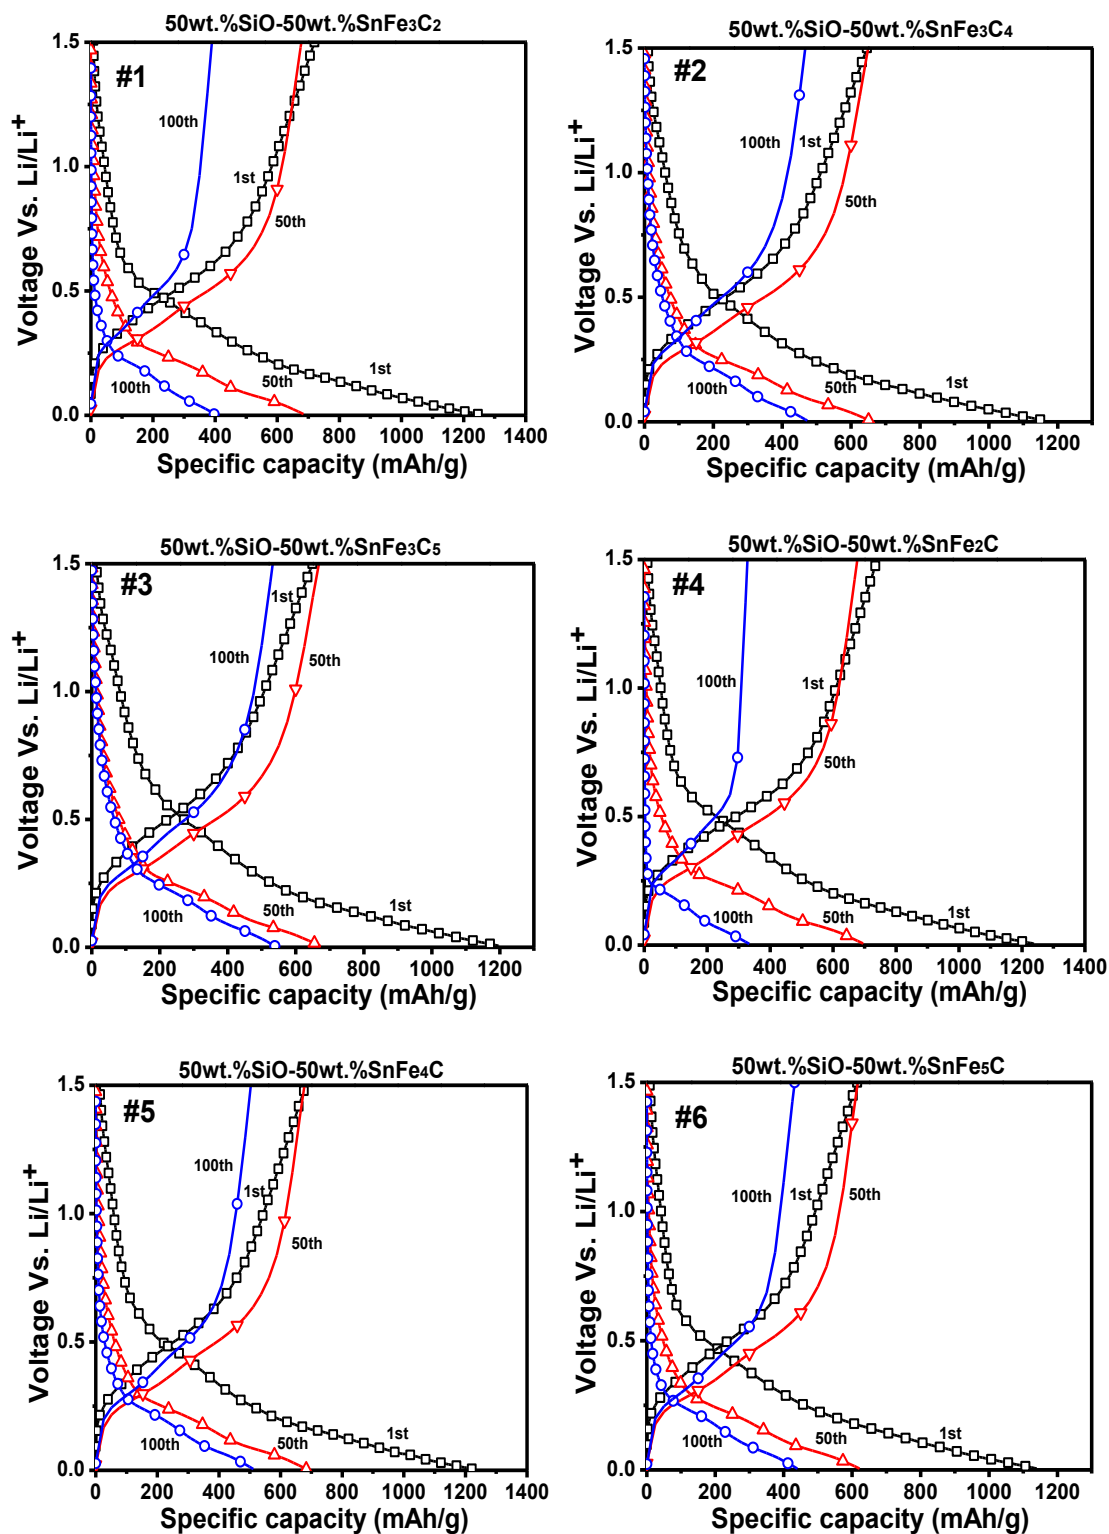 50wt.%SiO-50wt.%SnFe₃C₂
#1
Voltage Vs. Li/Li⁺
1.5
1.0
0.5
0.0
100th
1st
50th
1st
50th
100th
0 200 400 600 800 1000 1200 1400
Specific capacity (mAh/g)
50wt.%SiO-50wt.%SnFe₃C₄
#2
Voltage Vs. Li/Li⁺
1.5
1.0
0.5
0.0
100th
1st
50th
1st
50th
100th
0 200 400 600 800 1000 1200
Specific capacity (mAh/g)
50wt.%SiO-50wt.%SnFe₃C₅
#3
Voltage Vs. Li/Li⁺
1.5
1.0
0.5
0.0
1st
100th
50th
1st
50th
100th
0 200 400 600 800 1000 1200
Specific capacity (mAh/g)
50wt.%SiO-50wt.%SnFe₂C
#4
Voltage Vs. Li/Li⁺
1.5
1.0
0.5
0.0
100th
1st
50th
1st
50th
100th
0 200 400 600 800 1000 1200 1400
Specific capacity (mAh/g)
50wt.%SiO-50wt.%SnFe₄C
#5
Voltage Vs. Li/Li⁺
1.5
1.0
0.5
0.0
100th
1st
50th
1st
50th
100th
0 200 400 600 800 1000 1200 1400
Specific capacity (mAh/g)
50wt.%SiO-50wt.%SnFe₅C
#6
Voltage Vs. Li/Li⁺
1.5
1.0
0.5
0.0
100th
1st
50th
1st
50th
100th
0 200 400 600 800 1000 1200
Specific capacity (mAh/g)